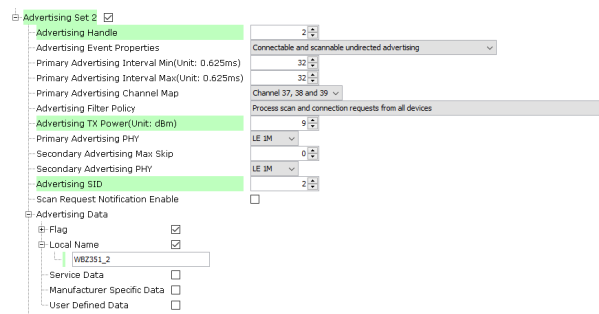 Advertising Set 2
Advertising Handle 2
Advertising Event Properties Connectable and scannable undirected advertising
Primary Advertising Interval Min(Unit: 0.625ms) 32
Primary Advertising Interval Max(Unit: 0.625ms) 32
Primary Advertising Channel Map Channel 37, 38 and 39
Advertising Filter Policy Process scan and connection requests from all devices
Advertising TX Power(Unit: dBm) 9
Primary Advertising PHY LE 1M
Secondary Advertising Max Skip 0
Secondary Advertising PHY LE 1M
Advertising SID 2
Scan Request Notification Enable
Advertising Data
Flag
Local Name
WBZ351_2
Service Data
Manufacturer Specific Data
User Defined Data